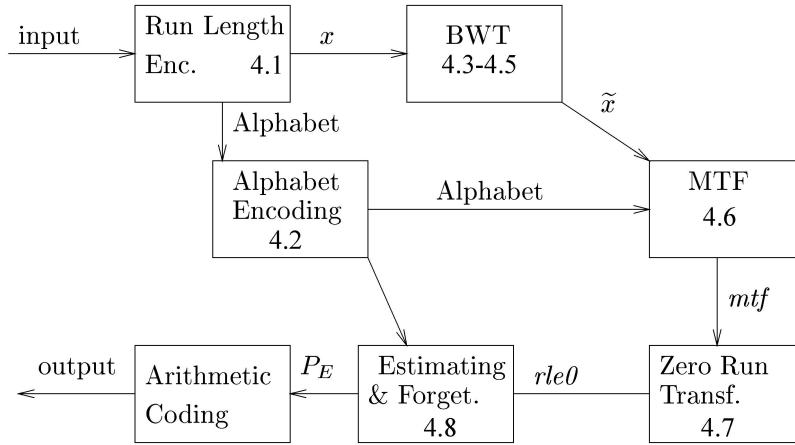 input
Run Length
Enc. 4.1
x
BWT
4.3-4.5
x̃
Alphabet
Alphabet
Encoding
4.2
Alphabet
MTF
4.6
mtf
output
Arithmetic
Coding
P_E
Estimating
& Forget.
4.8
rle0
Zero Run
Transf.
4.7